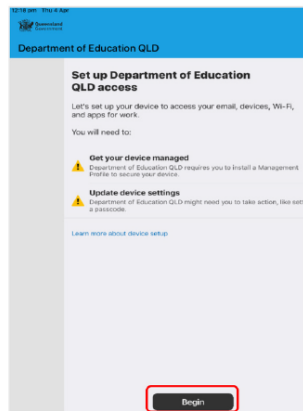 12:18 pm Thu 4 Apr
Queensland
Government
Department of Education QLD
Set up Department of Education
QLD access
Let's set up your device to access your email, devices, Wi-Fi,
and apps for work.
You will need to:
Get your device managed
Department of Education QLD requires you to install a Management
Profile to secure your device.
Update device settings
Department of Education QLD might need you to take action, like set
a passcode.
Learn more about device setup
Begin